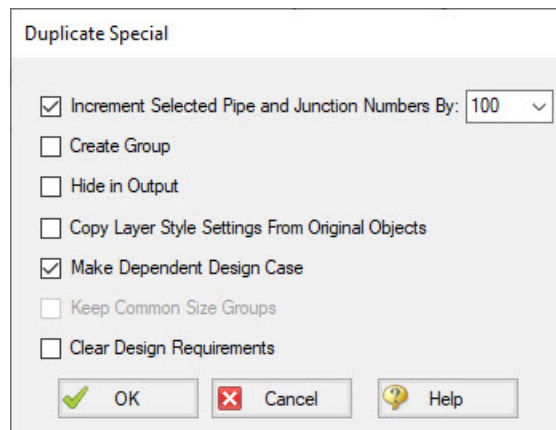 Duplicate Special
Increment Selected Pipe and Junction Numbers By: 100
Create Group
Hide in Output
Copy Layer Style Settings From Original Objects
Make Dependent Design Case
Keep Common Size Groups
Clear Design Requirements
OK Cancel Help